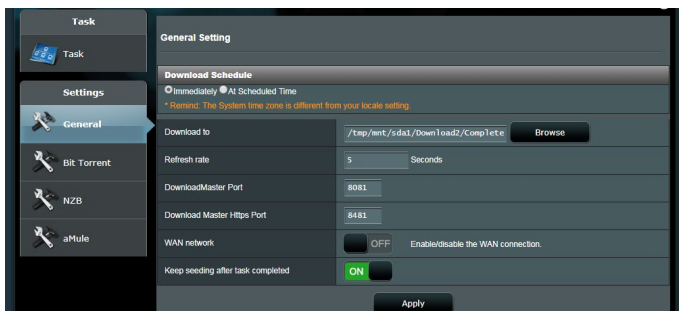 Task
Task
Settings
General
Bit Torrent
NZB
aMule
General Setting
Download Schedule
Immediately At Scheduled Time
* Remind: The System time zone is different from your locale setting.
Download to /tmp/mnt/sda1/Download2/Complete Browse
Refresh rate 5 Seconds
DownloadMaster Port 8081
Download Master Https Port 8481
WAN network OFF Enable/disable the WAN connection.
Keep seeding after task completed ON
Apply